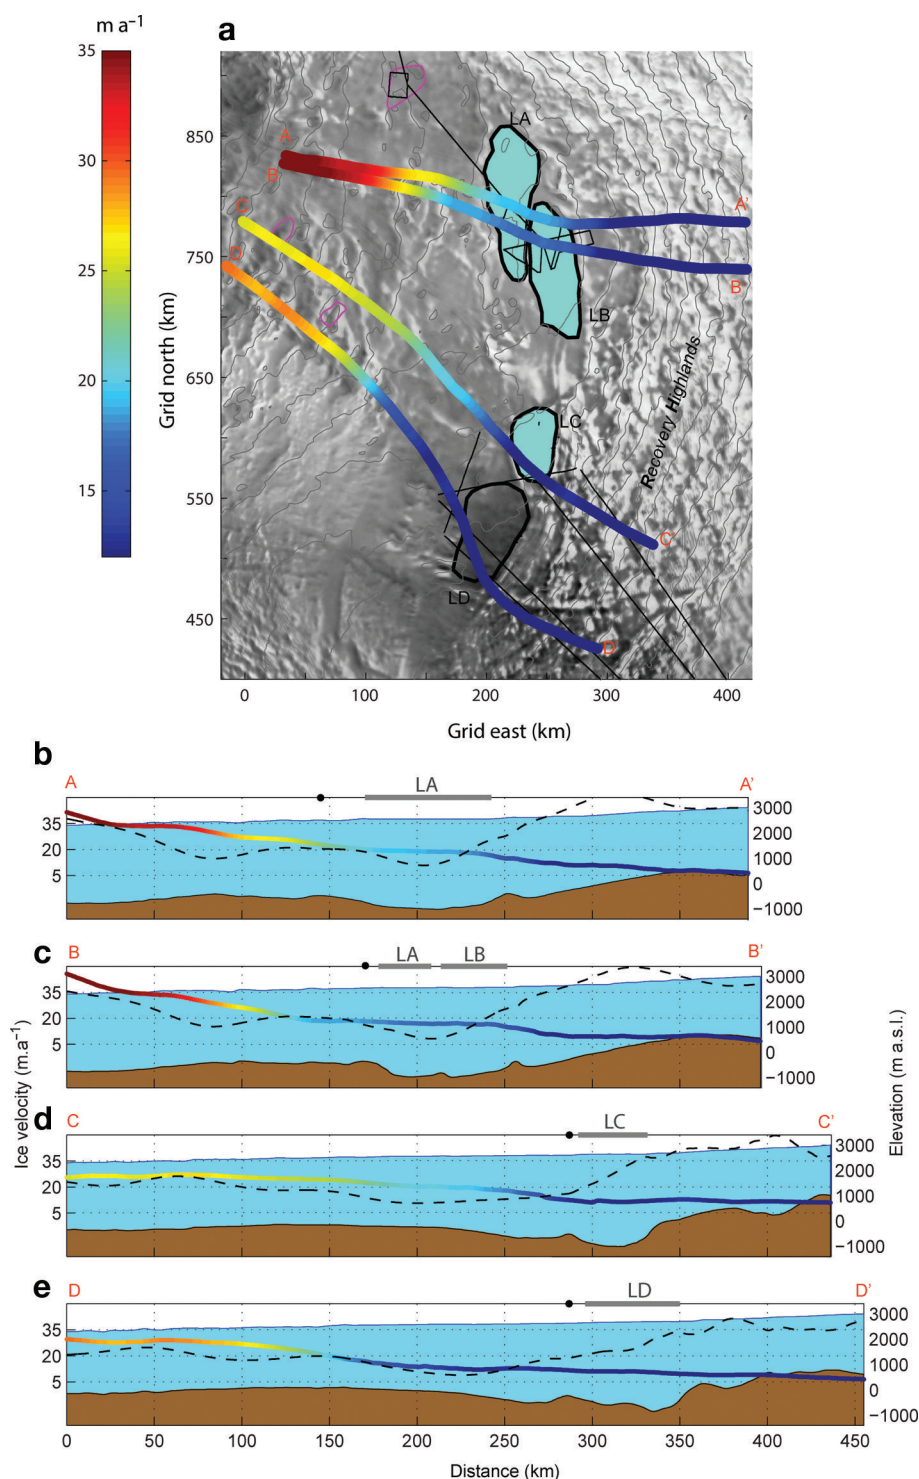 a
m a⁻¹
35
30
25
20
15
Grid north (km)
850
750
650
550
450
A
B
C
D
LA
LB
LC
LD
A'
B'
C'
D'
Recovery Highlands
0 100 200 300 400
Grid east (km)
b
A LA A'
35 3000
20 2000
5 1000
0
−1000
c
B LA LB B'
35 3000
20 2000
5 1000
0
−1000
d
C LC C'
35 3000
20 2000
5 1000
0
−1000
e
D LD D'
35 3000
20 2000
5 1000
0
−1000
Ice velocity (m.a⁻¹)
Elevation (m a.s.l.)
0 50 100 150 200 250 300 350 400 450
Distance (km)